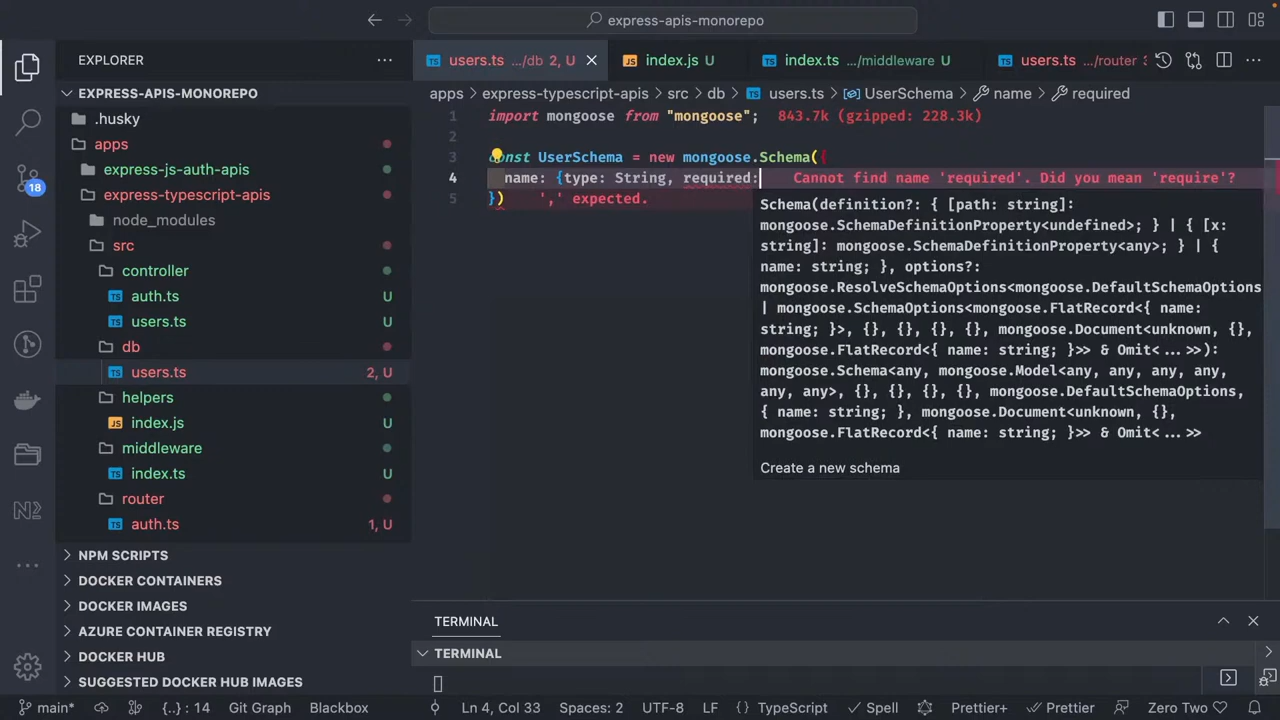 express-apis-monorepo
EXPLORER
users.ts .../db 2, U
index.js U
index.ts .../middleware U
users.ts .../router 3
EXPRESS-APIS-MONOREPO
apps > express-typescript-apis > src > db > users.ts > UserSchema > name > required
.husky
apps
express-js-auth-apis
express-typescript-apis
node_modules
src
controller
auth.ts U
users.ts U
db
users.ts 2, U
helpers
index.js U
middleware
index.ts U
router
auth.ts 1, U
18
NPM SCRIPTS
DOCKER CONTAINERS
DOCKER IMAGES
AZURE CONTAINER REGISTRY
DOCKER HUB
SUGGESTED DOCKER HUB IMAGES
1 import mongoose from "mongoose"; 843.7k (gzipped: 228.3k)
2
3 const UserSchema = new mongoose.Schema({
4 name: {type: String, required: Cannot find name 'required'. Did you mean 'require'?
5 }) ',' expected.
Schema(definition?: { [path: string]:
mongoose.SchemaDefinitionProperty<undefined>; } | { [x:
string]: mongoose.SchemaDefinitionProperty<any>; } | {
name: string; }, options?:
mongoose.ResolveSchemaOptions<mongoose.DefaultSchemaOptions
| mongoose.SchemaOptions<mongoose.FlatRecord<{ name:
string; }>, {}, {}, {}, {}, mongoose.Document<unknown, {},
mongoose.FlatRecord<{ name: string; }>> & Omit<...>>):
mongoose.Schema<any, mongoose.Model<any, any, any,
any, any>, {}, {}, {}, {}, mongoose.DefaultSchemaOptions,
{ name: string; }, mongoose.Document<unknown, {},
mongoose.FlatRecord<{ name: string; }>> & Omit<...>>
Create a new schema
TERMINAL
TERMINAL
main* {..} : 14 Git Graph Blackbox Ln 4, Col 33 Spaces: 2 UTF-8 LF {} TypeScript Spell Prettier+ Prettier Zero Two